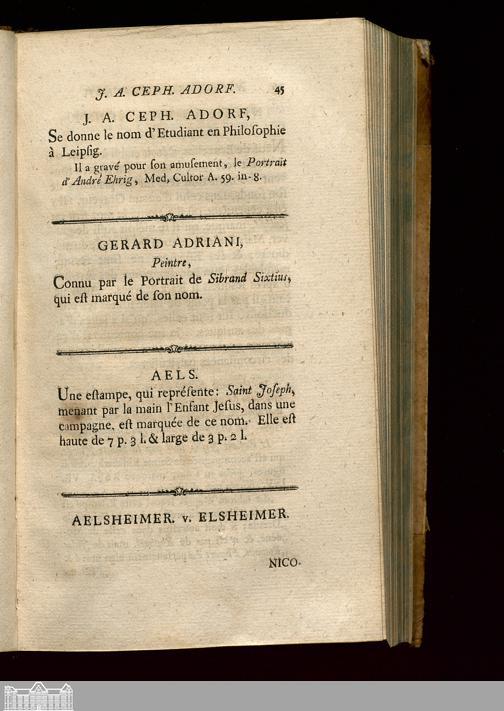 J. A. CEPH. ADORF. 45
J. A. CEPH. ADORF,
Se donne le nom d'Etudiant en Philoſophie
à Leipſig.
Il a gravé pour ſon amuſement, le Portrait
d'André Ehrig, Med, Cultor A. 59. in-8.
GERARD ADRIANI,
Peintre,
Connu par le Portrait de Sibrand Sixtius,
qui eſt marqué de ſon nom.
AELS.
Une eſtampe, qui repréſente: Saint Joſeph,
menant par la main l'Enfant Jeſus, dans une
campagne, eſt marquée de ce nom. Elle eſt
haute de 7 p. 3 l. & large de 3 p. 2 l.
AELSHEIMER. v. ELSHEIMER.
NICO-